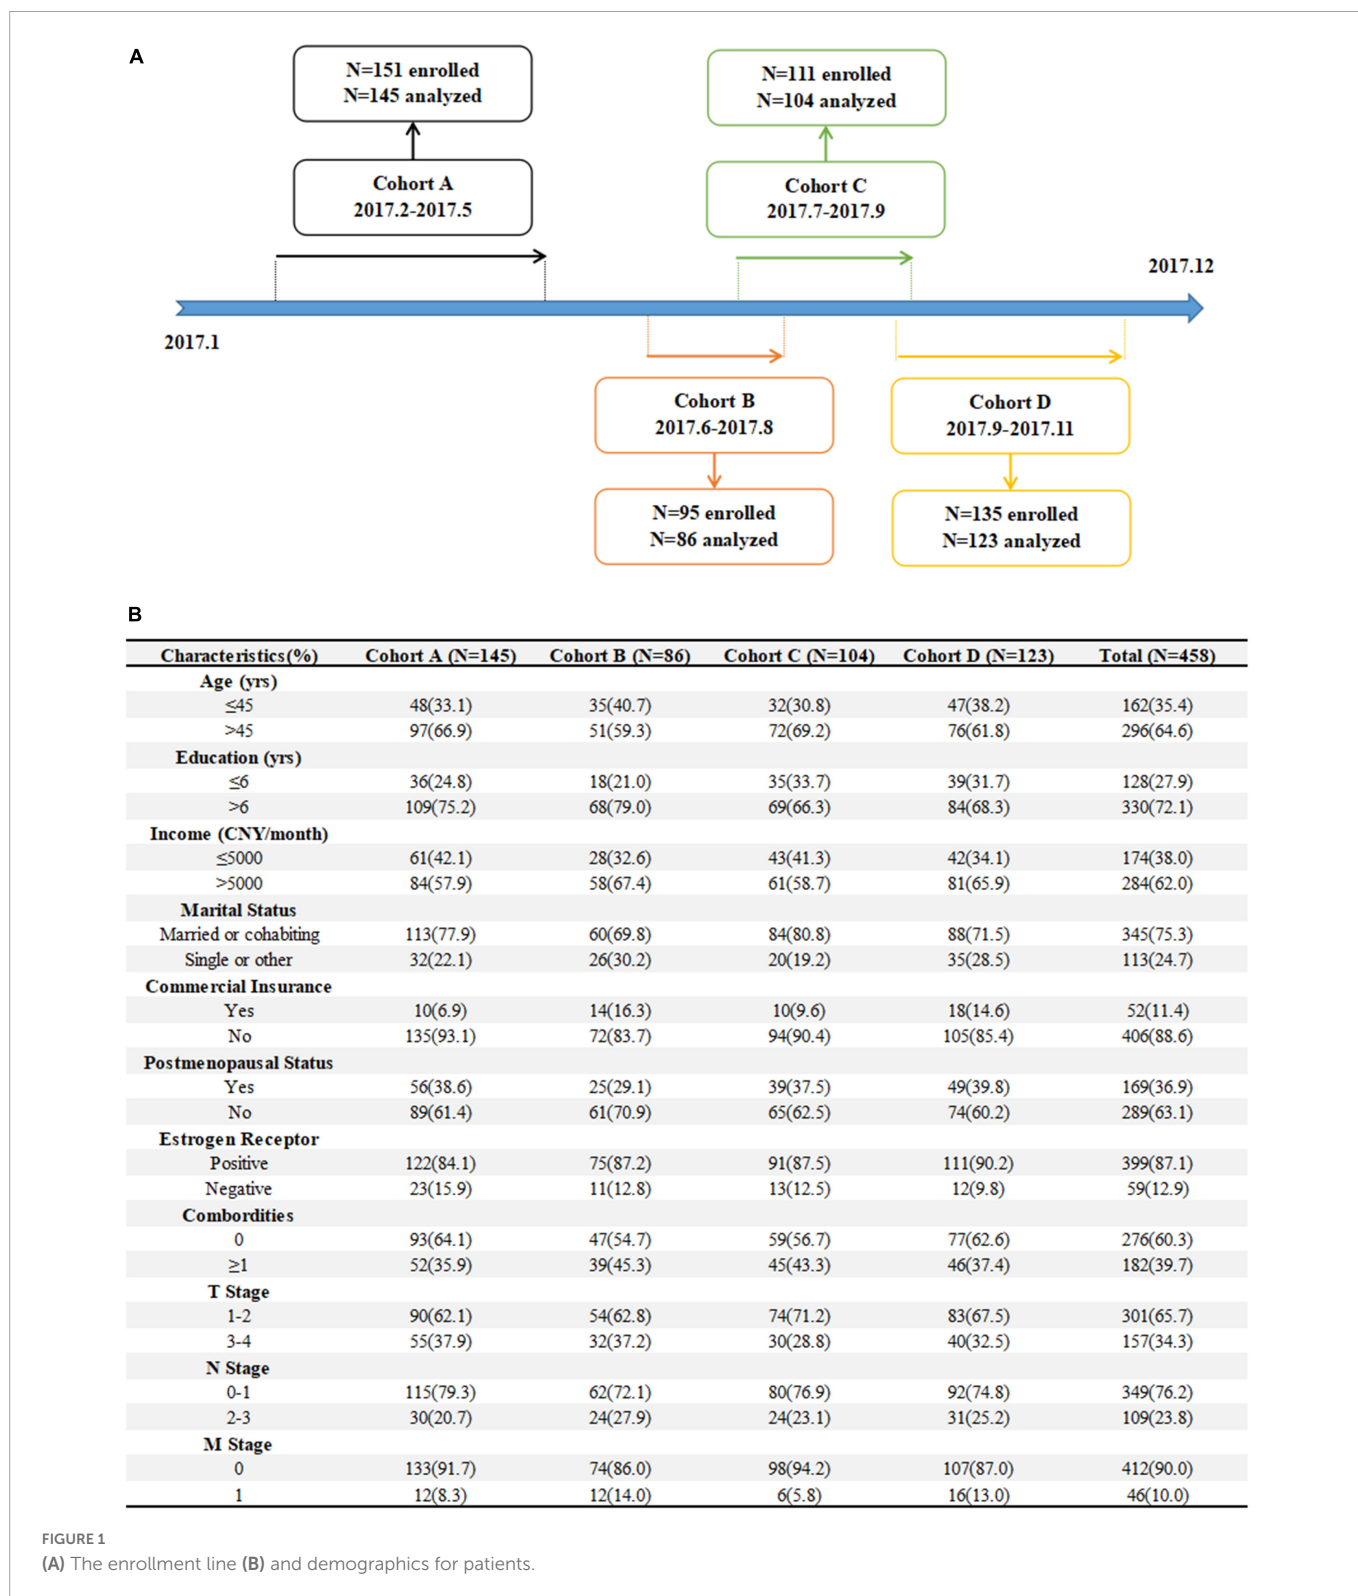 A
N=151 enrolled
N=145 analyzed
N=111 enrolled
N=104 analyzed
Cohort A
2017.2-2017.5
Cohort C
2017.7-2017.9
2017.12
2017.1
Cohort B
2017.6-2017.8
Cohort D
2017.9-2017.11
N=95 enrolled
N=86 analyzed
N=135 enrolled
N=123 analyzed
B
Characteristics(%) Cohort A (N=145) Cohort B (N=86) Cohort C (N=104) Cohort D (N=123) Total (N=458)
Age (yrs)
≤45 48(33.1) 35(40.7) 32(30.8) 47(38.2) 162(35.4)
>45 97(66.9) 51(59.3) 72(69.2) 76(61.8) 296(64.6)
Education (yrs)
≤6 36(24.8) 18(21.0) 35(33.7) 39(31.7) 128(27.9)
>6 109(75.2) 68(79.0) 69(66.3) 84(68.3) 330(72.1)
Income (CNY/month)
≤5000 61(42.1) 28(32.6) 43(41.3) 42(34.1) 174(38.0)
>5000 84(57.9) 58(67.4) 61(58.7) 81(65.9) 284(62.0)
Marital Status
Married or cohabiting 113(77.9) 60(69.8) 84(80.8) 88(71.5) 345(75.3)
Single or other 32(22.1) 26(30.2) 20(19.2) 35(28.5) 113(24.7)
Commercial Insurance
Yes 10(6.9) 14(16.3) 10(9.6) 18(14.6) 52(11.4)
No 135(93.1) 72(83.7) 94(90.4) 105(85.4) 406(88.6)
Postmenopausal Status
Yes 56(38.6) 25(29.1) 39(37.5) 49(39.8) 169(36.9)
No 89(61.4) 61(70.9) 65(62.5) 74(60.2) 289(63.1)
Estrogen Receptor
Positive 122(84.1) 75(87.2) 91(87.5) 111(90.2) 399(87.1)
Negative 23(15.9) 11(12.8) 13(12.5) 12(9.8) 59(12.9)
Combordities
0 93(64.1) 47(54.7) 59(56.7) 77(62.6) 276(60.3)
≥1 52(35.9) 39(45.3) 45(43.3) 46(37.4) 182(39.7)
T Stage
1-2 90(62.1) 54(62.8) 74(71.2) 83(67.5) 301(65.7)
3-4 55(37.9) 32(37.2) 30(28.8) 40(32.5) 157(34.3)
N Stage
0-1 115(79.3) 62(72.1) 80(76.9) 92(74.8) 349(76.2)
2-3 30(20.7) 24(27.9) 24(23.1) 31(25.2) 109(23.8)
M Stage
0 133(91.7) 74(86.0) 98(94.2) 107(87.0) 412(90.0)
1 12(8.3) 12(14.0) 6(5.8) 16(13.0) 46(10.0)
FIGURE 1
(A) The enrollment line (B) and demographics for patients.